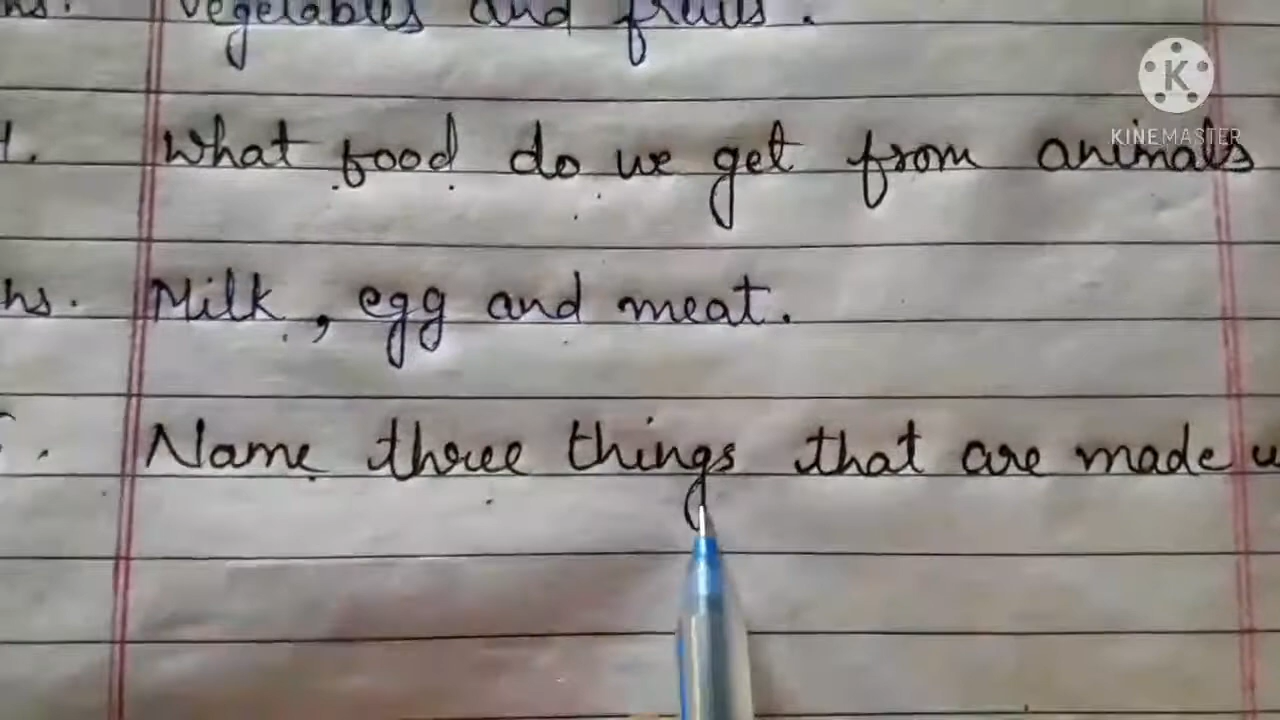 vegetables and fruits.
What food do we get from animals
Milk, egg and meat.
Name three things that are made
KINEMASTER